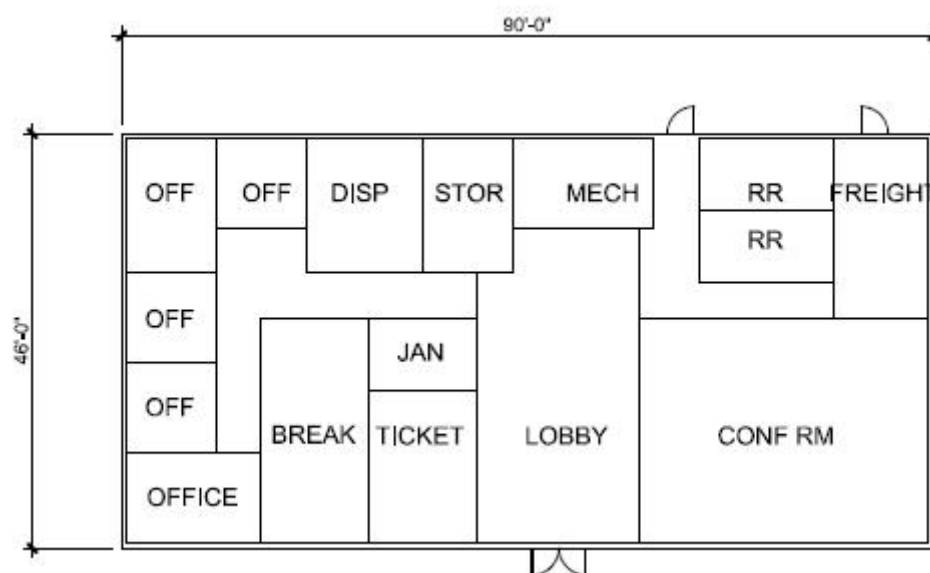 90'-0"
46'-0"
OFF
OFF
DISP
STOR
MECH
RR
FREIGHT
RR
OFF
JAN
OFF
BREAK
TICKET
LOBBY
CONF RM
OFFICE